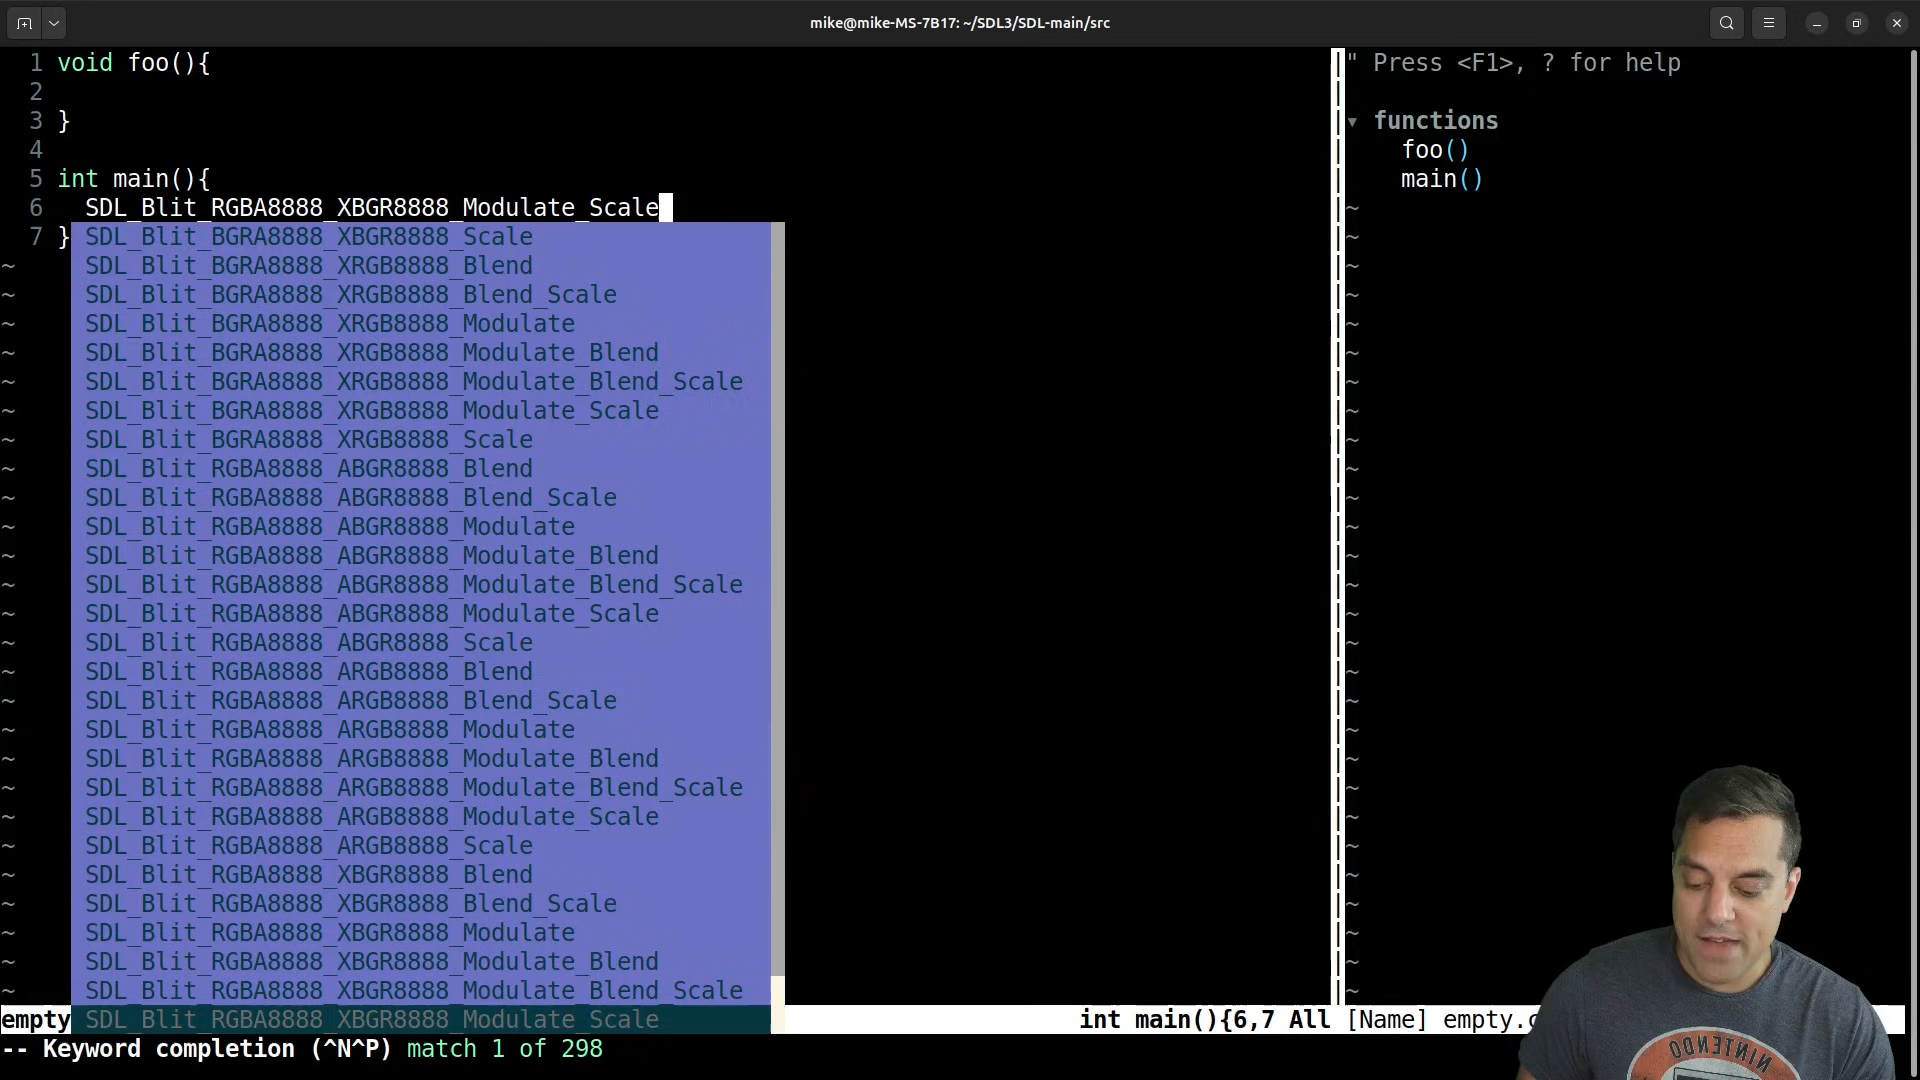 mike@mike-MS-7B17: ~/SDL3/SDL-main/src
1 void foo(){
2
3 }
4
5 int main(){
6 SDL_Blit_RGBA8888_XBGR8888_Modulate_Scale
7 }
SDL_Blit_BGRA8888_XBGR8888_Scale
~ SDL_Blit_BGRA8888_XRGB8888_Blend
~ SDL_Blit_BGRA8888_XRGB8888_Blend_Scale
~ SDL_Blit_BGRA8888_XRGB8888_Modulate
~ SDL_Blit_BGRA8888_XRGB8888_Modulate_Blend
~ SDL_Blit_BGRA8888_XRGB8888_Modulate_Blend_Scale
~ SDL_Blit_BGRA8888_XRGB8888_Modulate_Scale
~ SDL_Blit_BGRA8888_XRGB8888_Scale
~ SDL_Blit_RGBA8888_ABGR8888_Blend
~ SDL_Blit_RGBA8888_ABGR8888_Blend_Scale
~ SDL_Blit_RGBA8888_ABGR8888_Modulate
~ SDL_Blit_RGBA8888_ABGR8888_Modulate_Blend
~ SDL_Blit_RGBA8888_ABGR8888_Modulate_Blend_Scale
~ SDL_Blit_RGBA8888_ABGR8888_Modulate_Scale
~ SDL_Blit_RGBA8888_ABGR8888_Scale
~ SDL_Blit_RGBA8888_ARGB8888_Blend
~ SDL_Blit_RGBA8888_ARGB8888_Blend_Scale
~ SDL_Blit_RGBA8888_ARGB8888_Modulate
~ SDL_Blit_RGBA8888_ARGB8888_Modulate_Blend
~ SDL_Blit_RGBA8888_ARGB8888_Modulate_Blend_Scale
~ SDL_Blit_RGBA8888_ARGB8888_Modulate_Scale
~ SDL_Blit_RGBA8888_ARGB8888_Scale
~ SDL_Blit_RGBA8888_XBGR8888_Blend
~ SDL_Blit_RGBA8888_XBGR8888_Blend_Scale
~ SDL_Blit_RGBA8888_XBGR8888_Modulate
~ SDL_Blit_RGBA8888_XBGR8888_Modulate_Blend
~ SDL_Blit_RGBA8888_XBGR8888_Modulate_Blend_Scale
SDL_Blit_RGBA8888_XBGR8888_Modulate_Scale
" Press <F1>, ? for help
▾ functions
foo()
main()
empty
int main(){6,7 All [Name] empty.c
-- Keyword completion (^N^P) match 1 of 298
NINTENDO